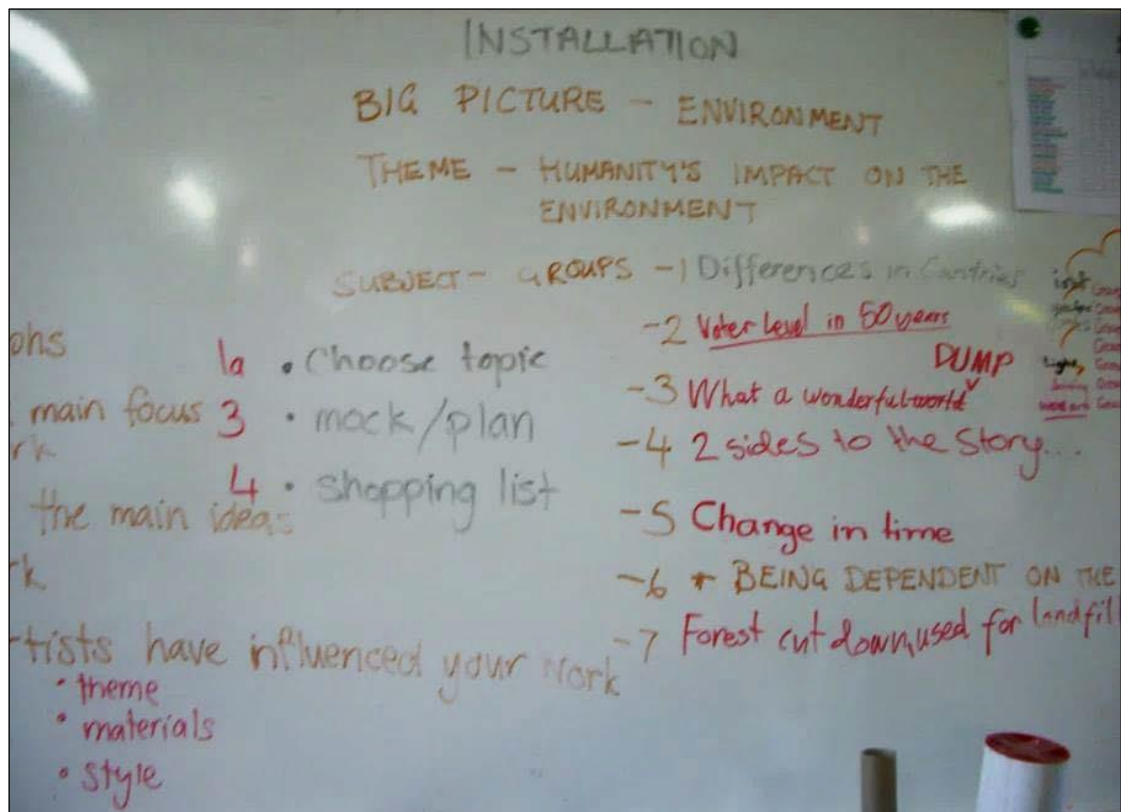 INSTALLATION
BIG PICTURE - ENVIRONMENT
THEME - HUMANITY'S IMPACT ON THE
ENVIRONMENT
SUBJECT - GROUPS - 1 Differences in Countries
-2 Voter level in 50 years
DUMP
-3 What a wonderful world
-4 2 sides to the story...
-5 Change in time
-6 BEING DEPENDENT ON THE
-7 Forest cut down, used for landfill
1a • Choose topic
3 • mock/plan
4 • shopping list
ohs
main focus
rk
the main ideas
rk
tists have influenced your work
• theme
• materials
• style